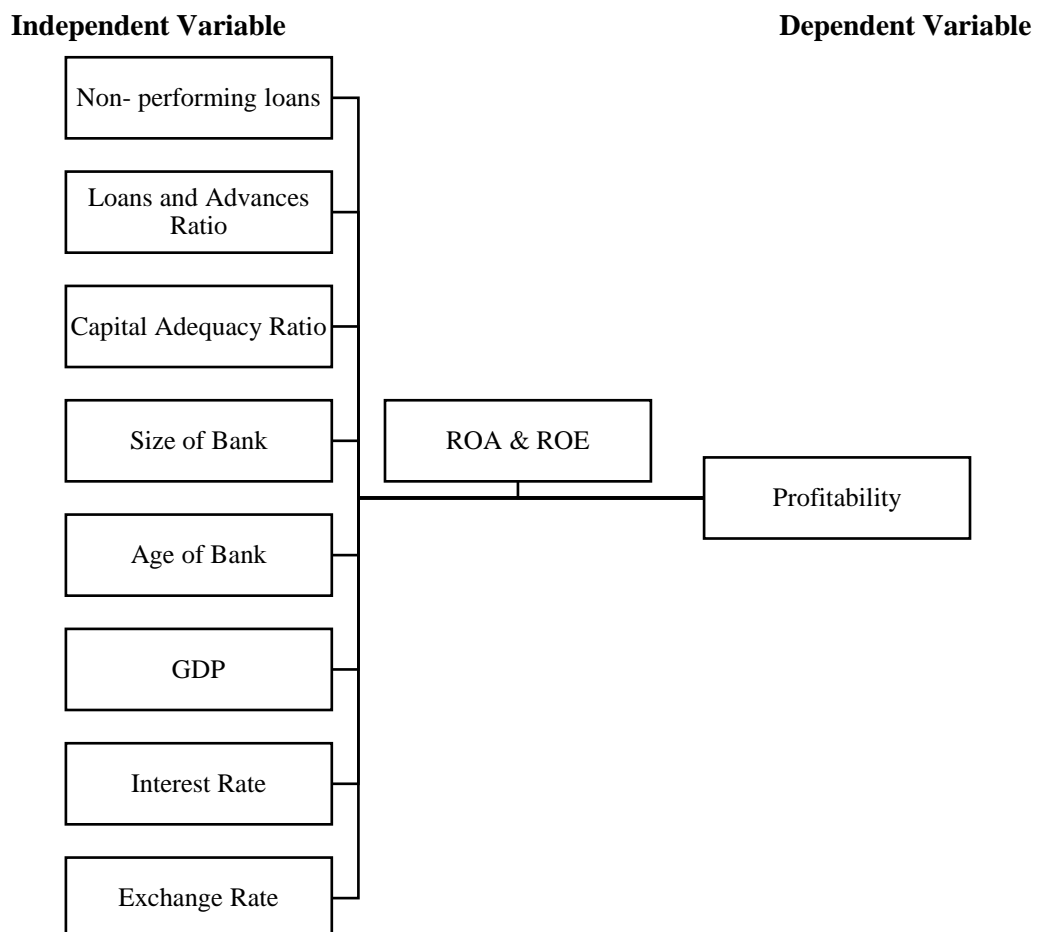 Independent Variable
Dependent Variable
Non- performing loans
Loans and Advances
Ratio
Capital Adequacy Ratio
Size of Bank
ROA & ROE
Profitability
Age of Bank
GDP
Interest Rate
Exchange Rate